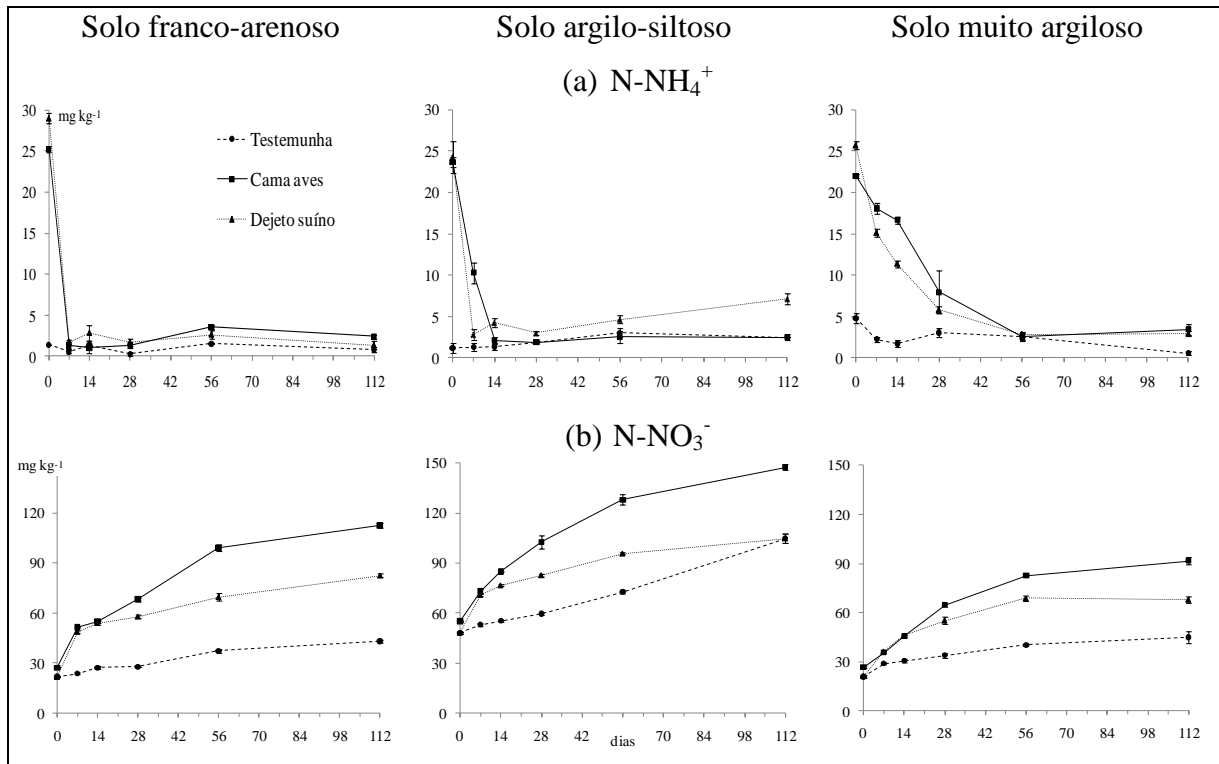 Solo franco-arenoso Solo argilo-siltoso Solo muito argiloso
(a) N-NH₄⁺
30 30 30
mg kg-1
25 25 25
Testemunha
20 20 20
Cama aves
15 15 15
Dejeto suíno
10 10 10
5 5 5
0 0 0
0 14 28 42 56 70 84 98 112 0 14 28 42 56 70 84 98 112 0 14 28 42 56 70 84 98 112
(b) N-NO₃⁻
mg kg-1
150 150
120 120 120
90 90 90
60 60 60
30 30 30
0 0 0
0 14 28 42 56 70 84 98 112 0 14 28 42 56 70 84 98 112 0 14 28 42 56 70 84 98 112
dias